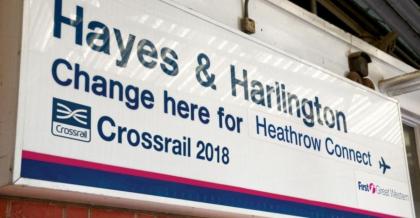 Hayes & Harlington
Change here for Heathrow Connect
Crossrail Crossrail 2018
First Great Western